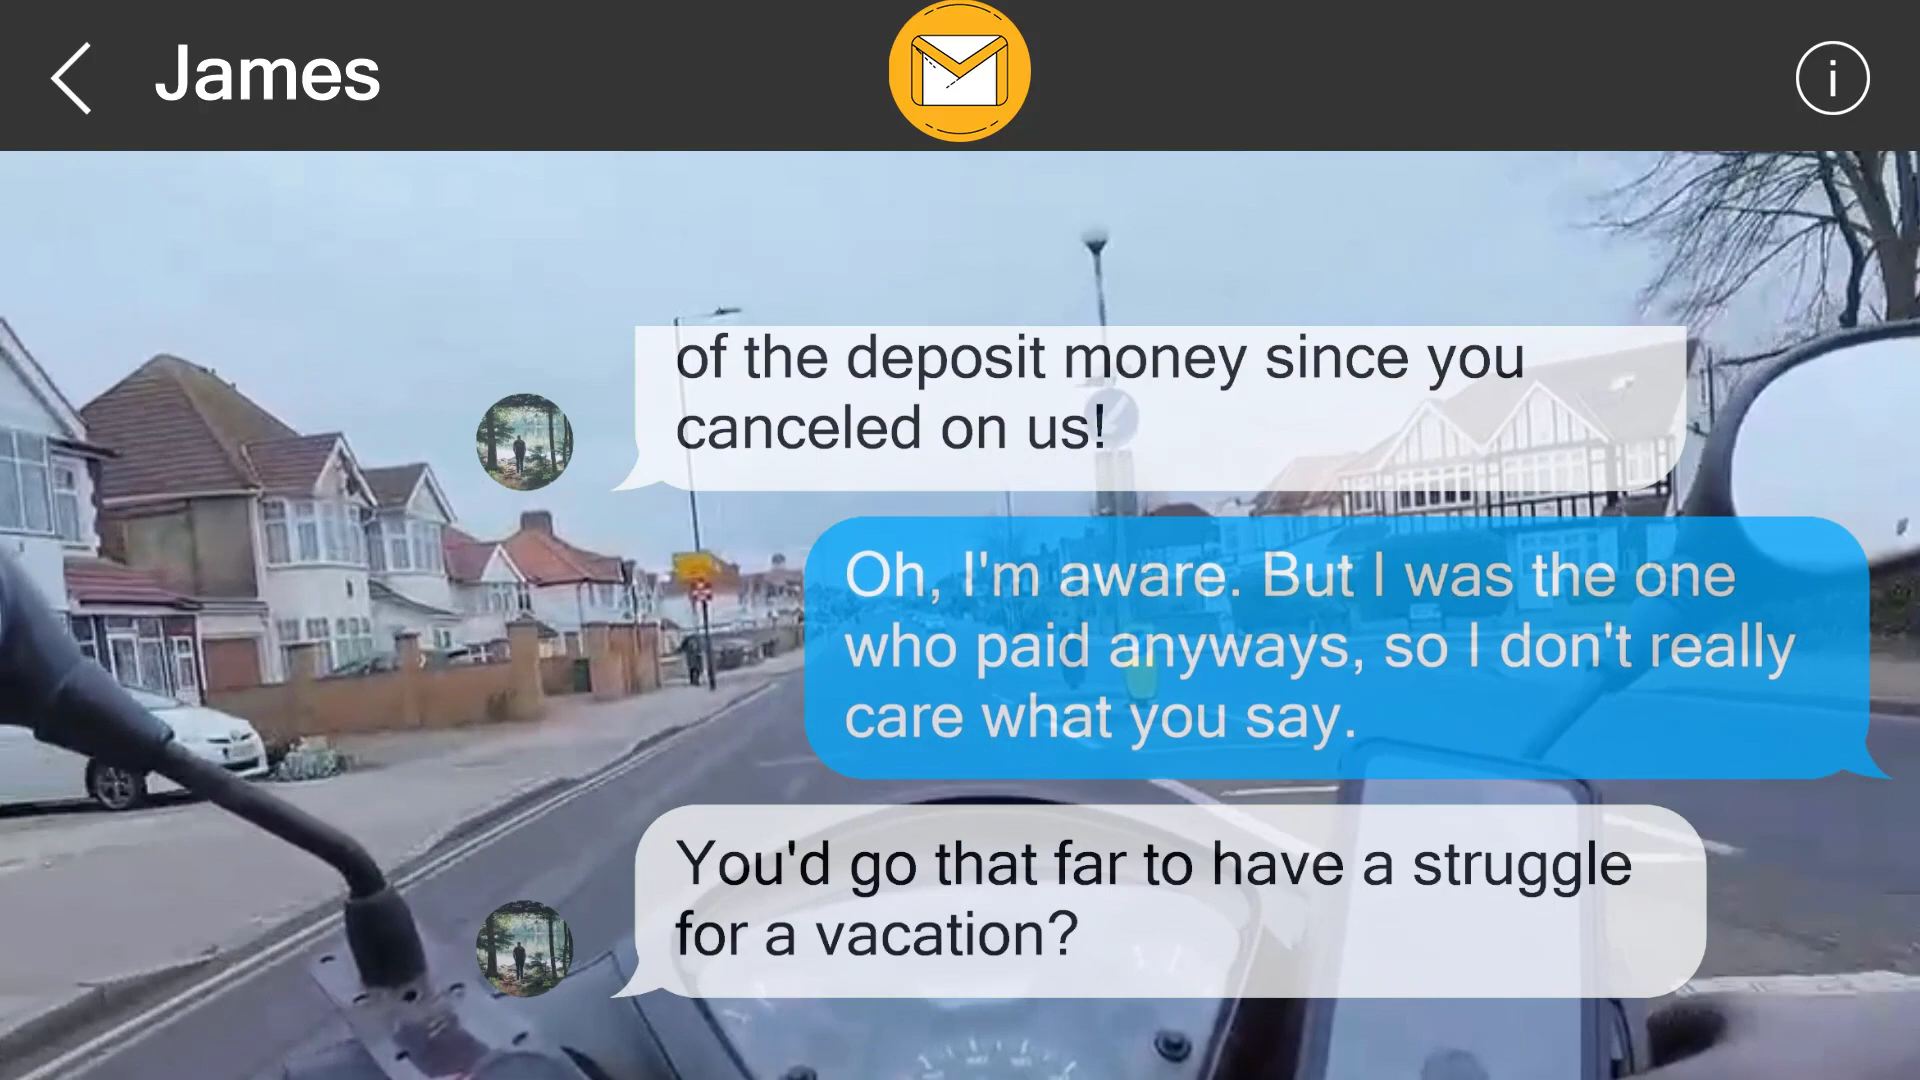 James
of the deposit money since you
canceled on us!
Oh, I'm aware. But I was the one
who paid anyways, so I don't really
care what you say.
You'd go that far to have a struggle
for a vacation?